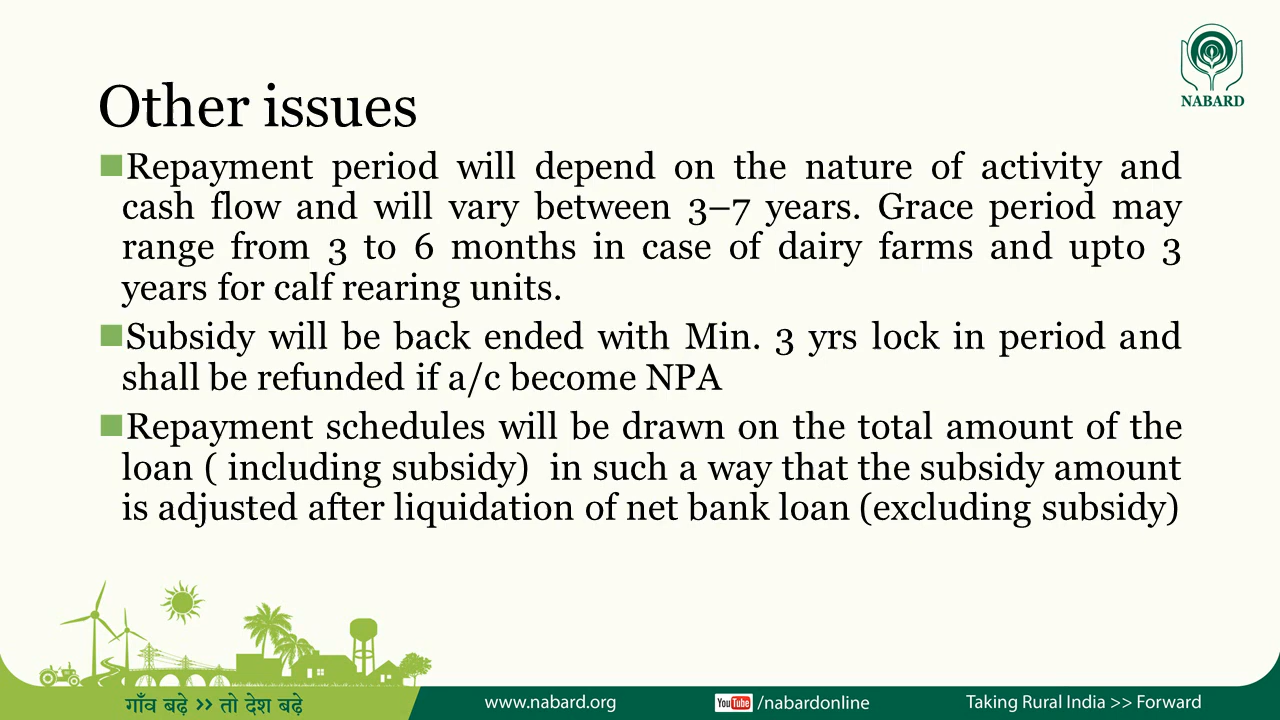 NABARD
Other issues
Repayment period will depend on the nature of activity and
cash flow and will vary between 3–7 years. Grace period may
range from 3 to 6 months in case of dairy farms and upto 3
years for calf rearing units.
Subsidy will be back ended with Min. 3 yrs lock in period and
shall be refunded if a/c become NPA
Repayment schedules will be drawn on the total amount of the
loan ( including subsidy)  in such a way that the subsidy amount
is adjusted after liquidation of net bank loan (excluding subsidy)
गाँव बढ़े >> तो देश बढ़े
www.nabard.org
YouTube /nabardonline
Taking Rural India >> Forward